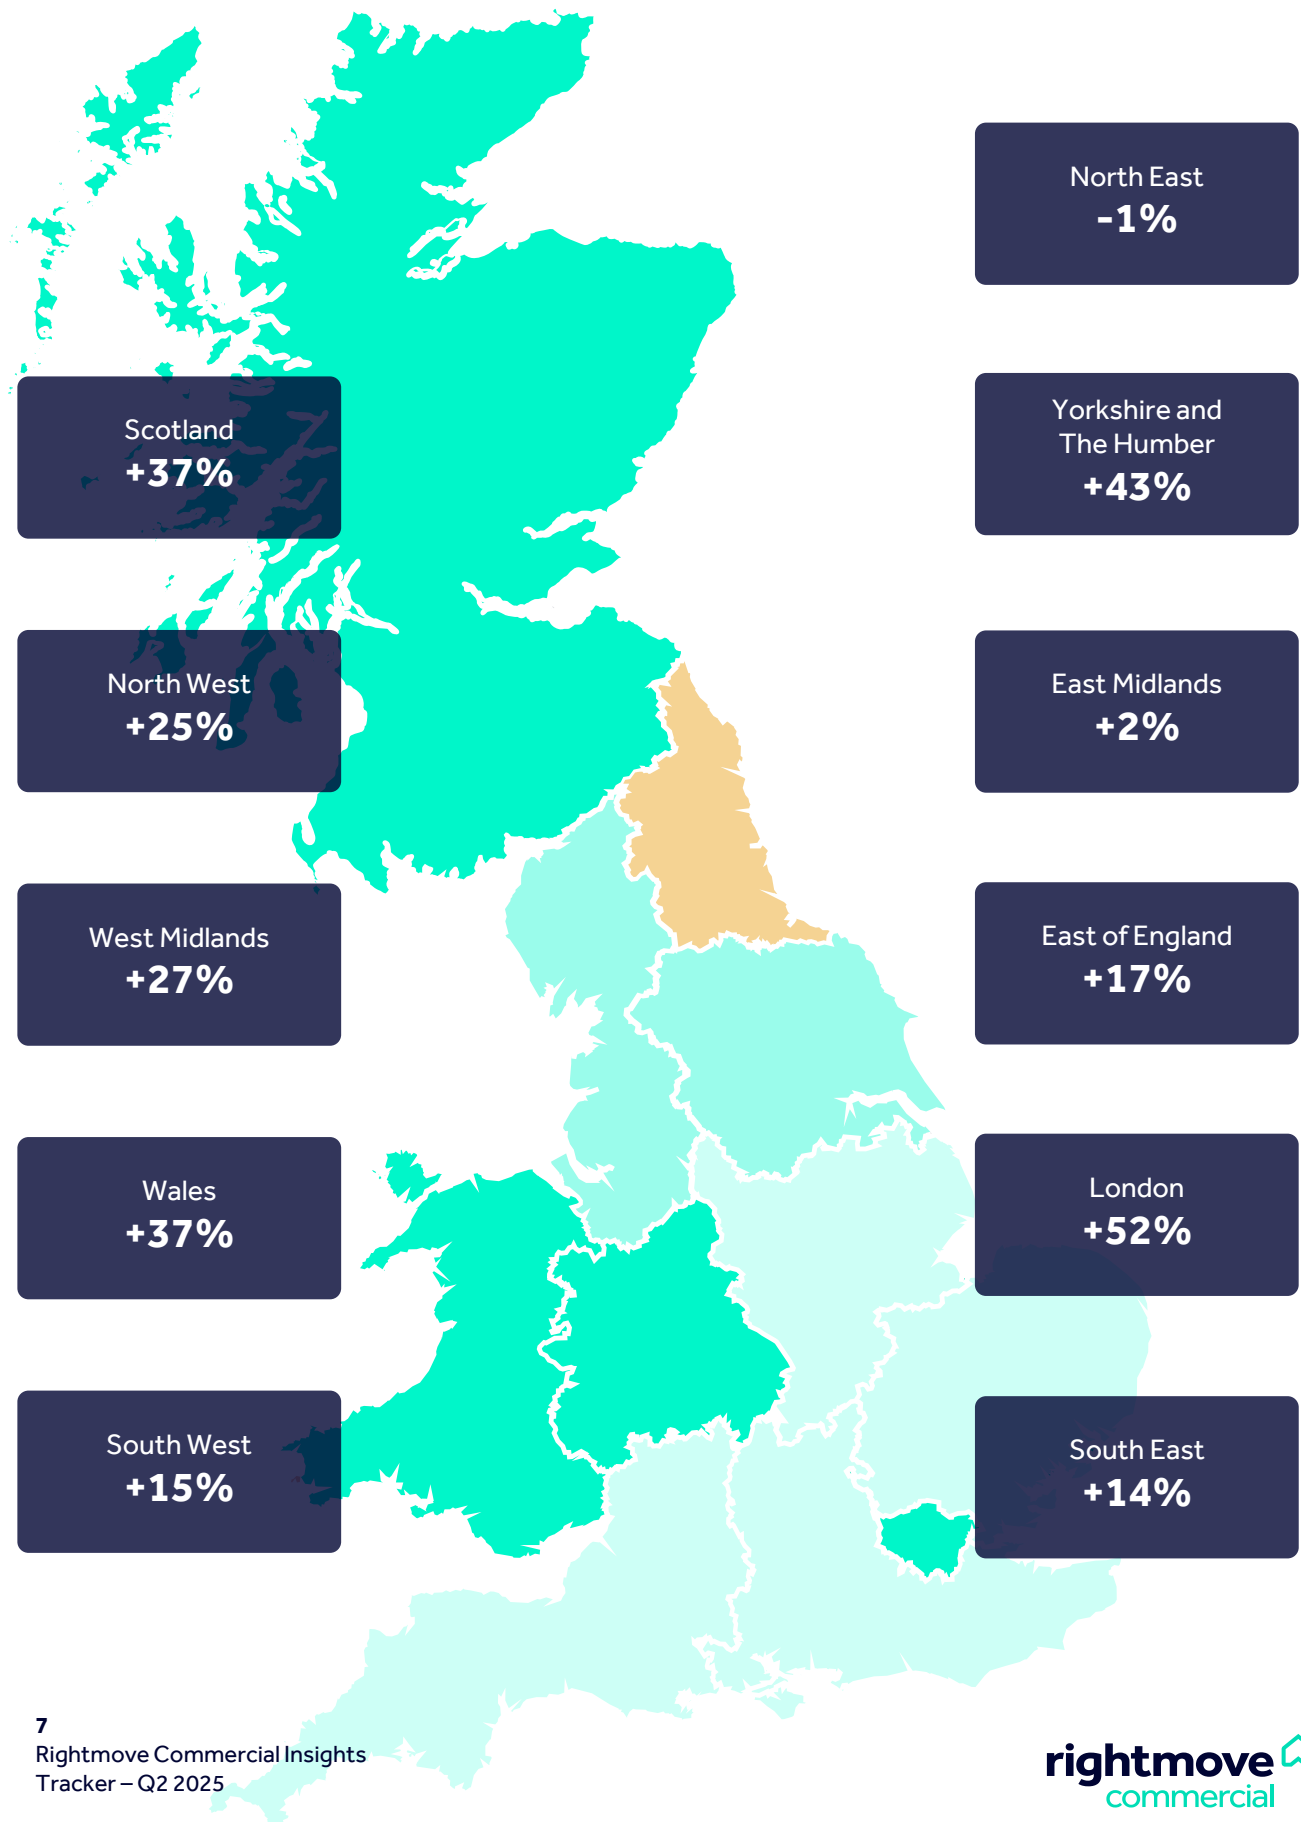 North East
-1%
Scotland
+37%
Yorkshire and
The Humber
+43%
North West
+25%
East Midlands
+2%
West Midlands
+27%
East of England
+17%
Wales
+37%
London
+52%
South West
+15%
South East
+14%
7
Rightmove Commercial Insights
Tracker – Q2 2025
rightmove
commercial